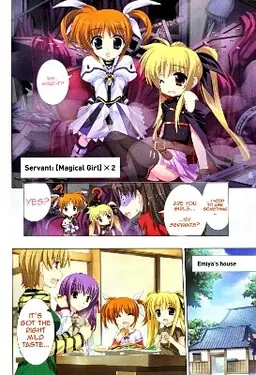 Servant: [Magical Girl] × 2
YES?
ARE YOU
GIRLS...
...MY
SERVANTS?
Emiya's house
IT'S GOT
THE RIGHT
MILD
TASTE...